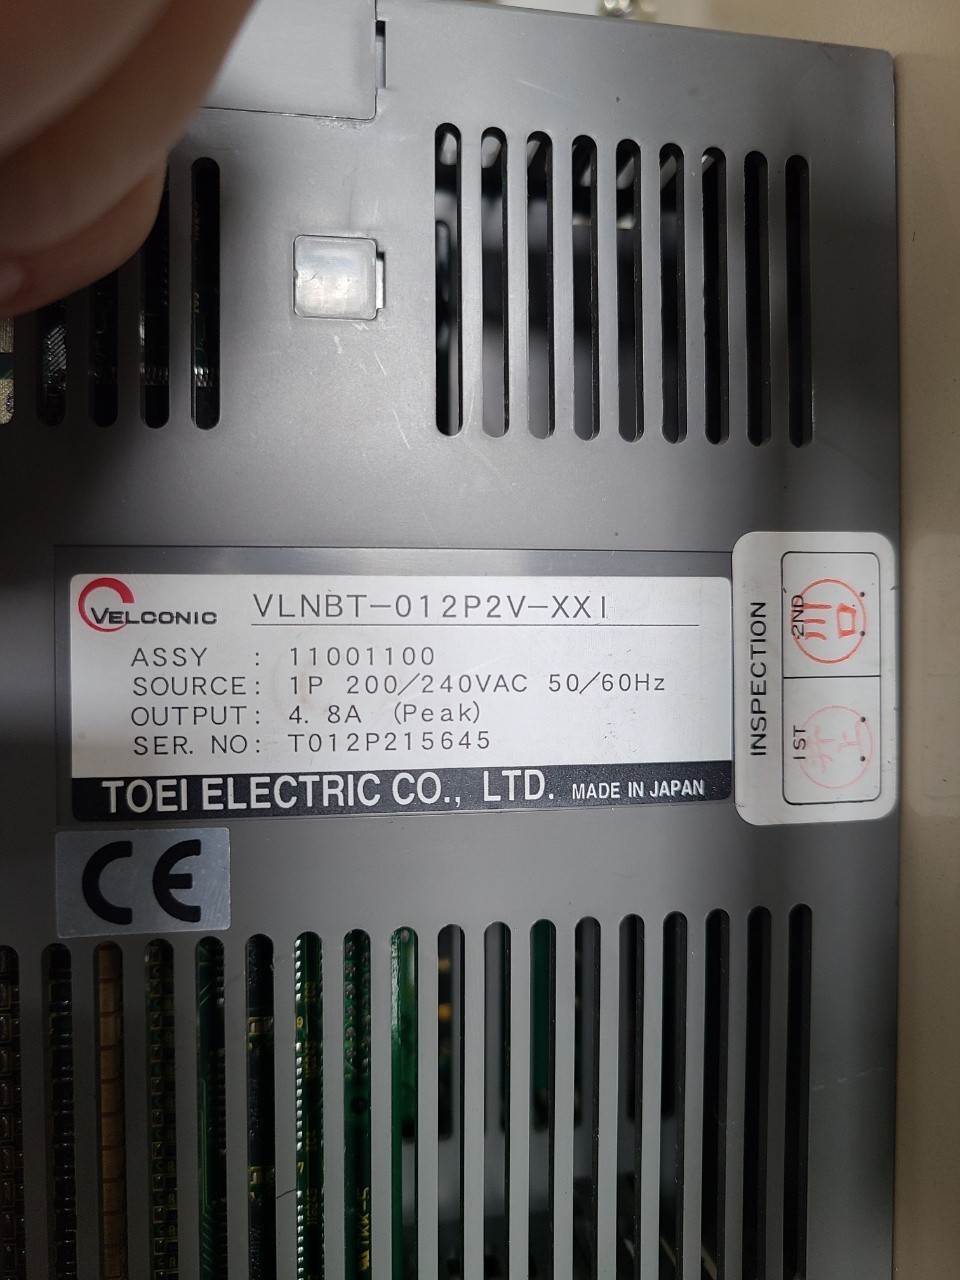 VELCONIC
VLNBT-012P2V-XXI
ASSY : 11001100
SOURCE: 1P 200/240VAC 50/60Hz
OUTPUT: 4. 8A (Peak)
SER. NO: T012P215645
TOEI ELECTRIC CO., LTD. MADE IN JAPAN
CE
INSPECTION
1ST
2ND